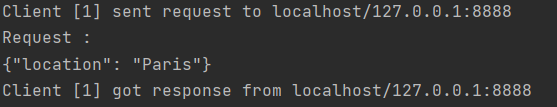 Client [1] sent request to localhost/127.0.0.1:8888
Request :
{"location": "Paris"}
Client [1] got response from localhost/127.0.0.1:8888